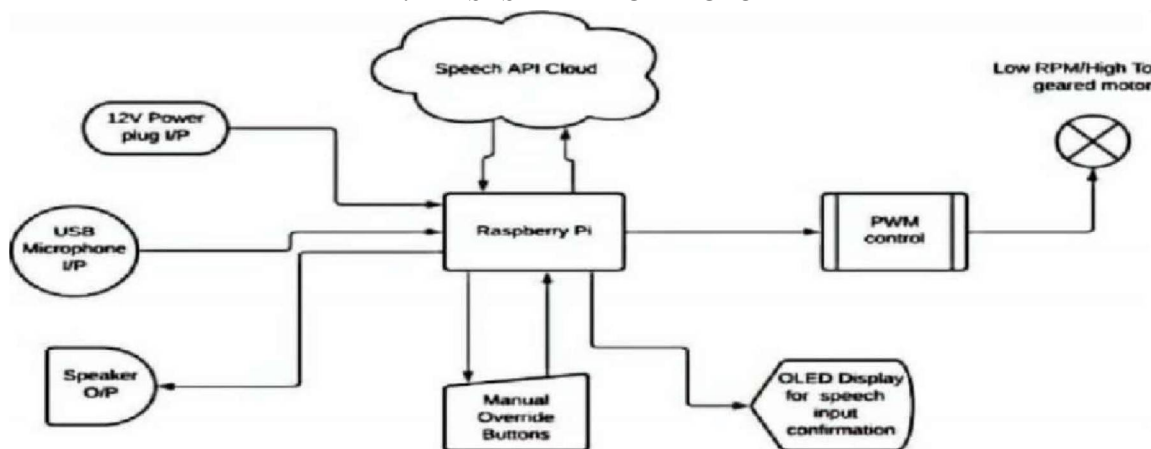 Speech API Cloud
Low RPM/High To
geared motor
12V Power
plug I/P
USB
Microphone
I/P
Raspberry Pi
PWM
control
Speaker
O/P
Manual
Override
Buttons
OLED Display
for speech
input
confirmation